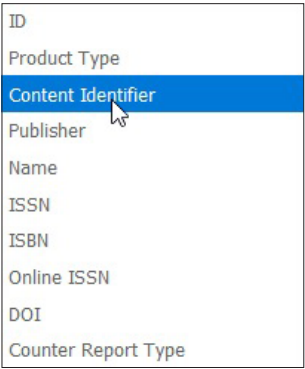 ID
Product Type
Content Identifier
Publisher
Name
ISSN
ISBN
Online ISSN
DOI
Counter Report Type